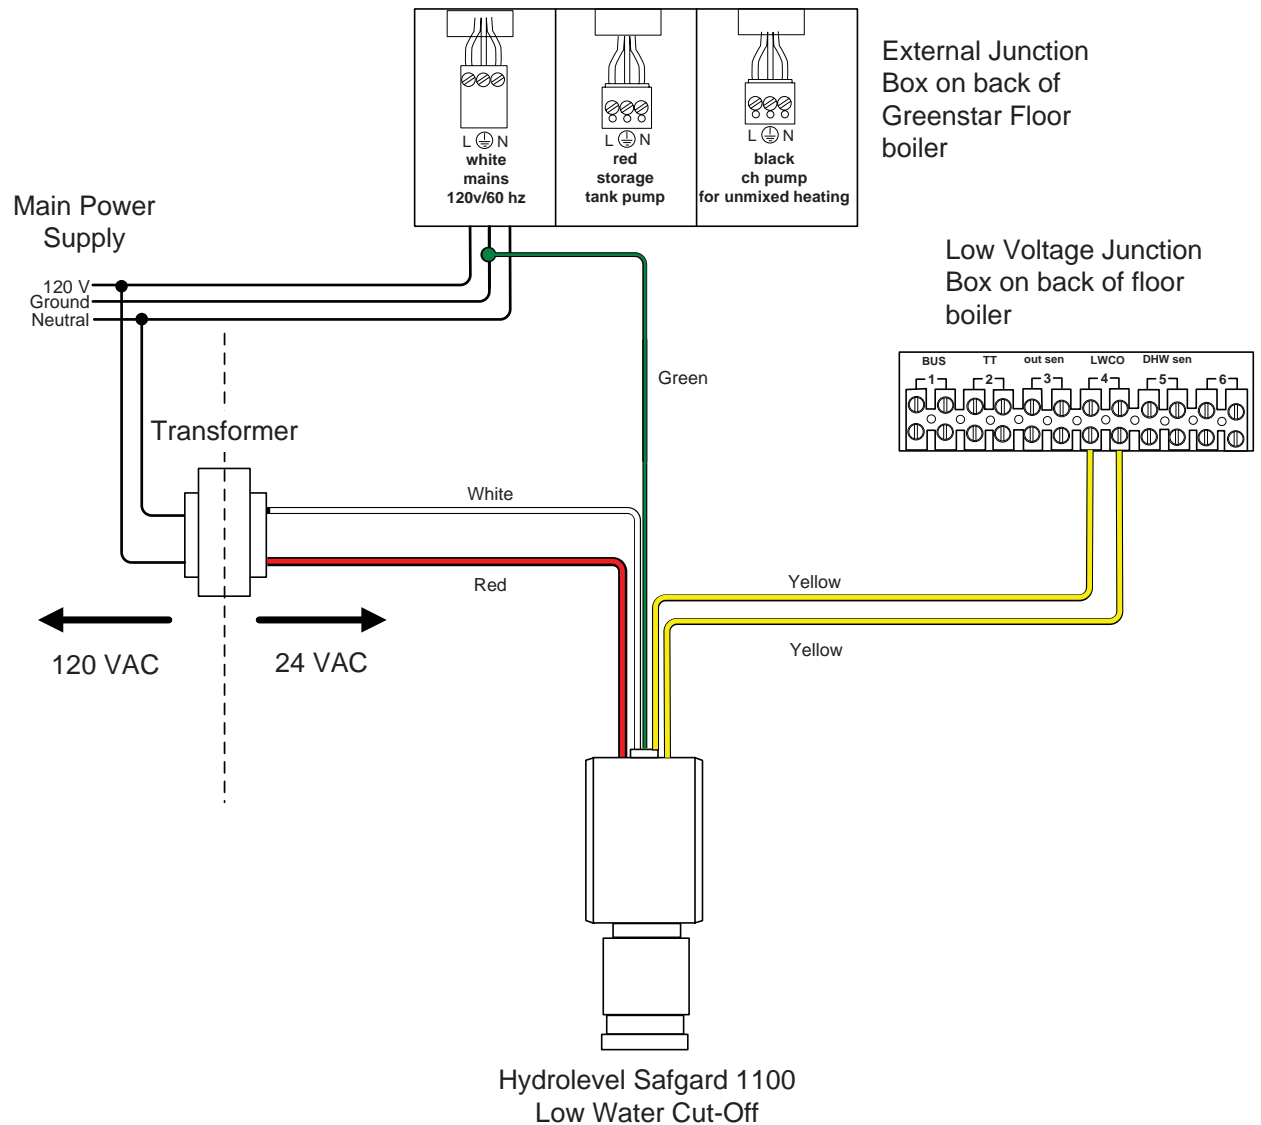 External Junction
Box on back of
Greenstar Floor
boiler
L N
white
mains
120v/60 hz
L N
red
storage
tank pump
L N
black
ch pump
for unmixed heating
Main Power
Supply
120 V
Ground
Neutral
Low Voltage Junction
Box on back of floor
boiler
BUS TT out sen LWCO DHW sen
1 2 3 4 5 6
Green
Transformer
White
Red
Yellow
Yellow
120 VAC
24 VAC
Hydrolevel Safgard 1100
Low Water Cut-Off